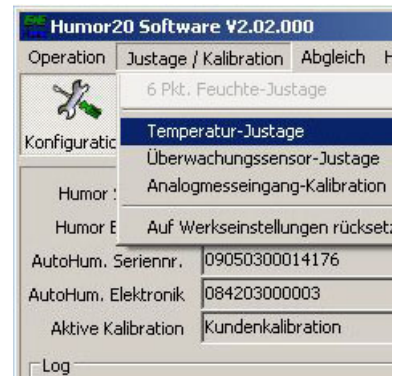 Humor20 Software V2.02.000
Operation Justage / Kalibration Abgleich
6 Pkt. Feuchte-Justage
Temperatur-Justage
Überwachungssensor-Justage
Analogmesseingang-Kalibration
Auf Werkseinstellungen rücksetz
Konfiguratio
Humor
Humor E
AutoHum. Seriennr. 09050300014176
AutoHum. Elektronik 084203000003
Aktive Kalibration Kundenkalibration
Log